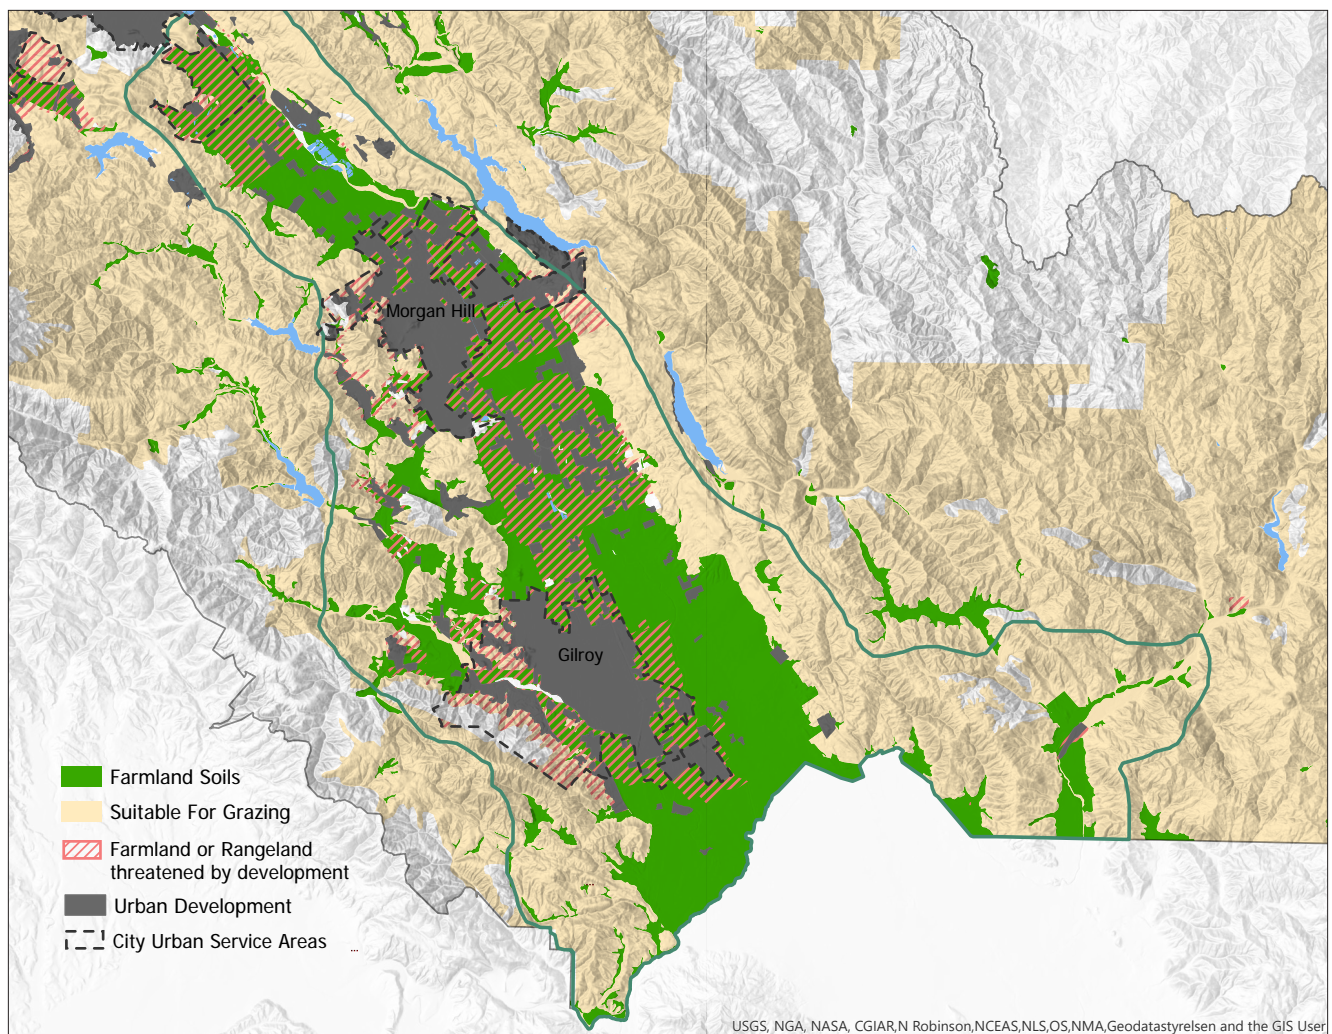 Morgan Hill
Gilroy
Farmland Soils
Suitable For Grazing
Farmland or Rangeland
threatened by development
Urban Development
City Urban Service Areas
USGS, NGA, NASA, CGIAR,N Robinson,NCEAS,NLS,OS,NMA,Geodatastyrelsen and the GIS User